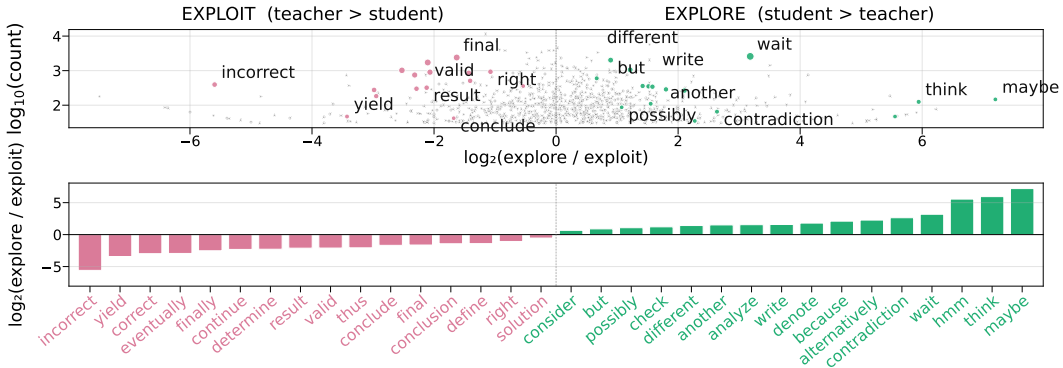 EXPLOIT (teacher > student)
EXPLORE (student > teacher)
log₁₀(count)
4
3
2
incorrect
yield
final
valid
result
right
conclude
different
but
write
wait
another
possibly
contradiction
think
maybe
−6
−4
−2
0
2
4
6
log₂(explore / exploit)
log₂(explore / exploit)
5
0
−5
incorrect
yield
correct
eventually
finally
continue
determine
result
valid
thus
conclude
final
conclusion
define
right
solution
consider
but
possibly
check
different
another
analyze
write
denote
because
alternatively
contradiction
wait
hmm
think
maybe